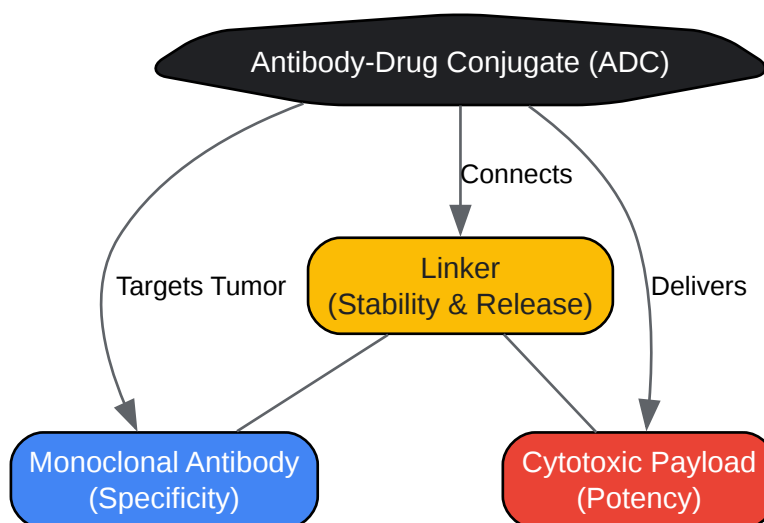 Antibody-Drug Conjugate (ADC)
Connects
Linker
(Stability & Release)
Targets Tumor
Delivers
Monoclonal Antibody
(Specificity)
Cytotoxic Payload
(Potency)